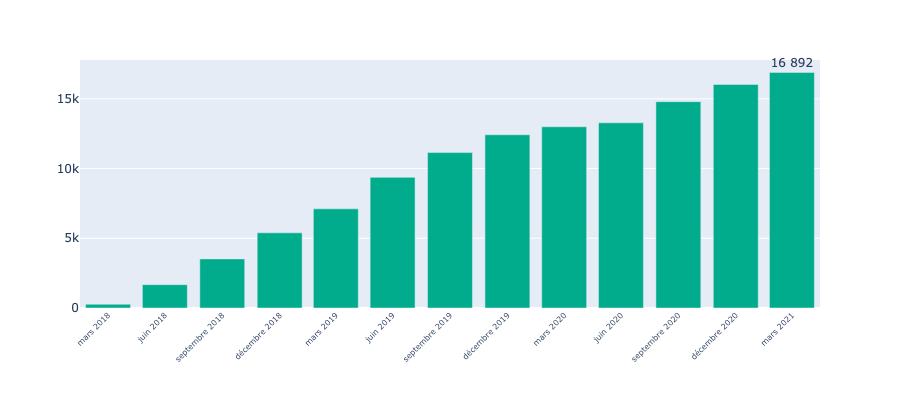 16 892
15k
10k
5k
0
mars 2018
juin 2018
septembre 2018
décembre 2018
mars 2019
juin 2019
septembre 2019
décembre 2019
mars 2020
juin 2020
septembre 2020
décembre 2020
mars 2021